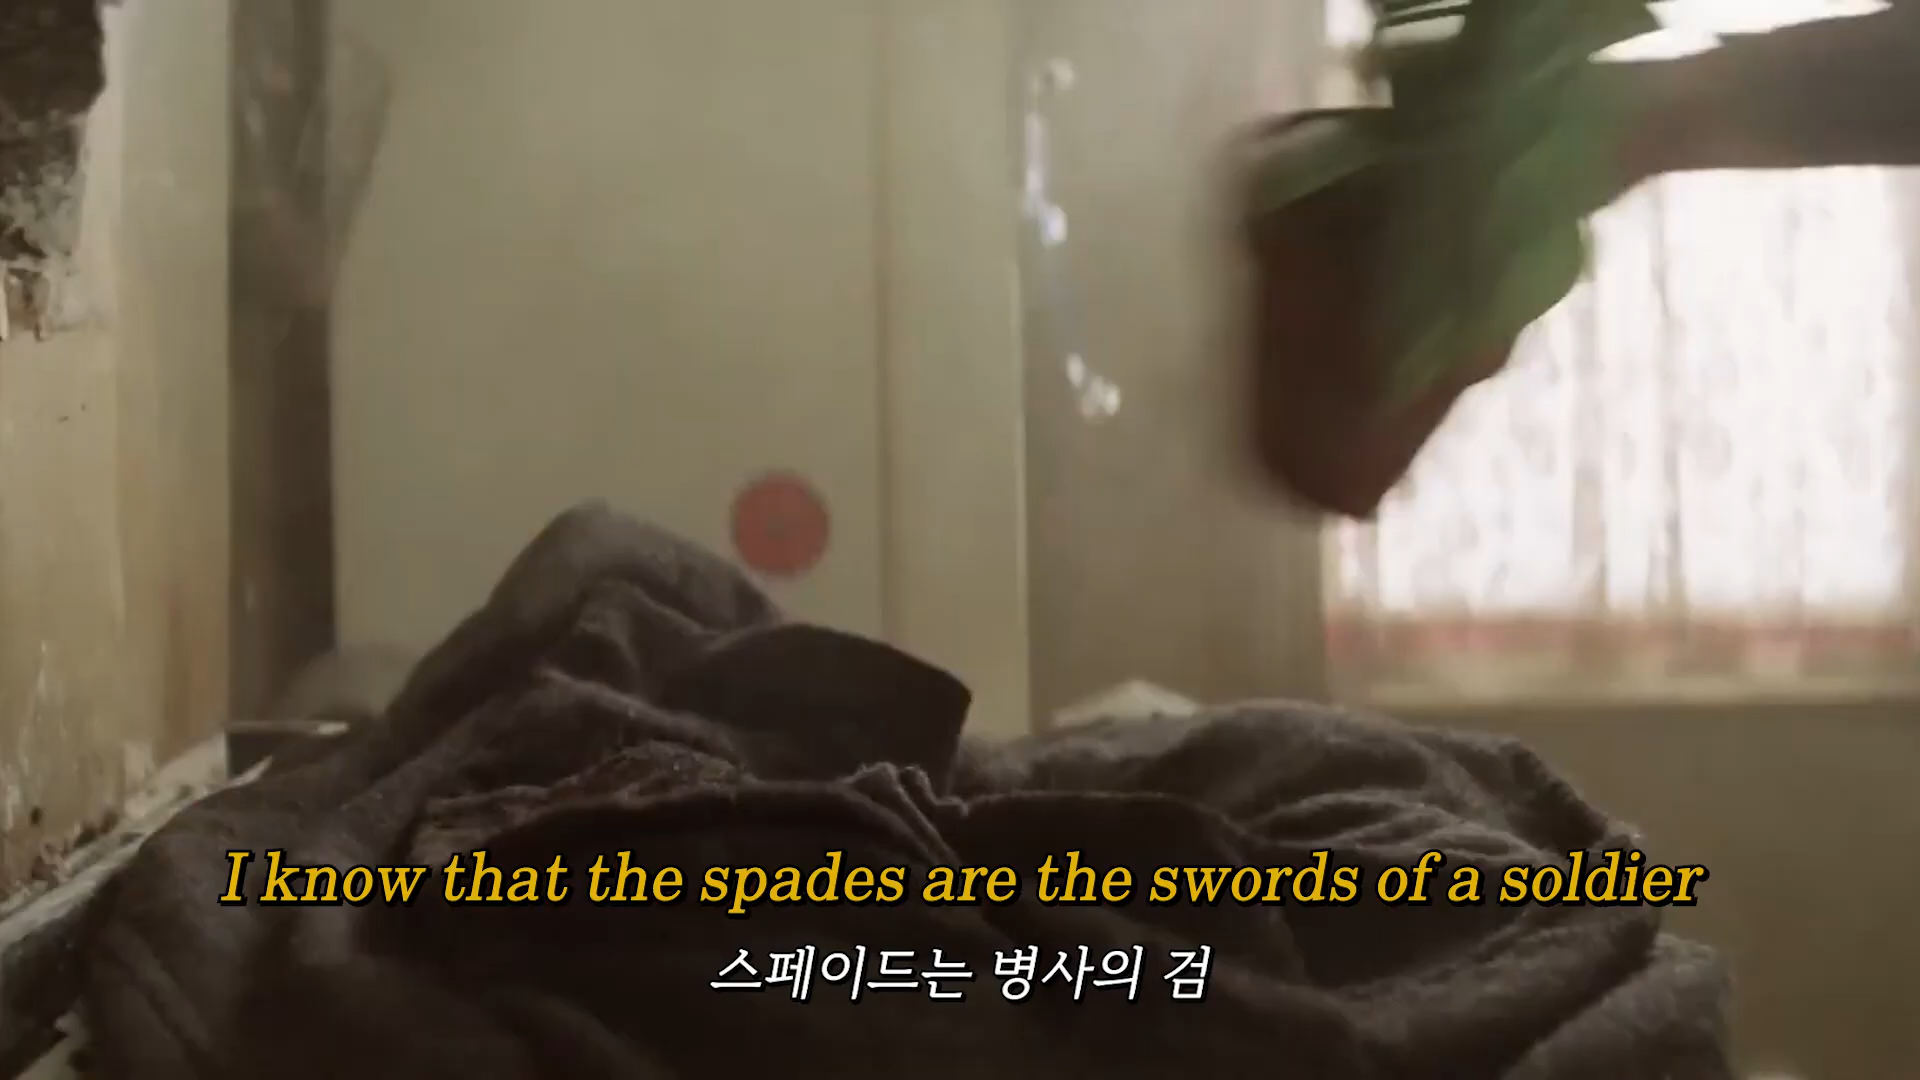 I know that the spades are the swords of a soldier
스페이드는 병사의 검